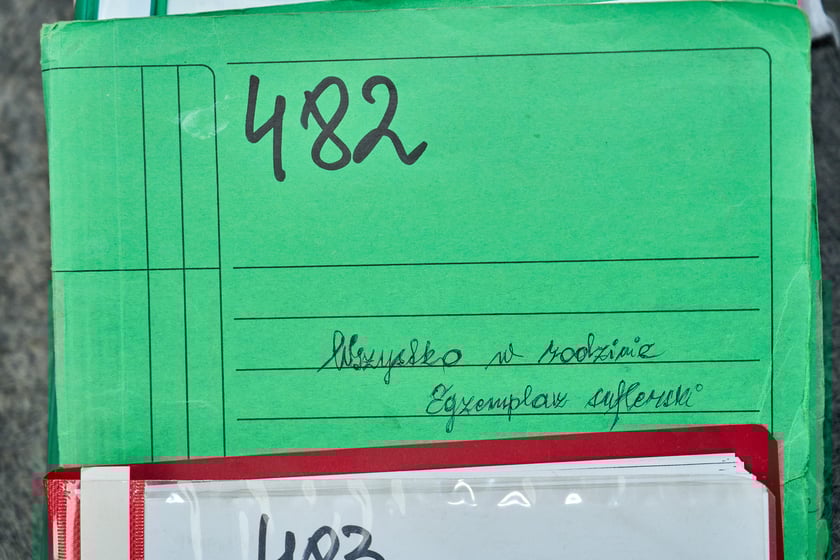 482
Wszystko w rodzinie
Egzemplarz suflerski
483